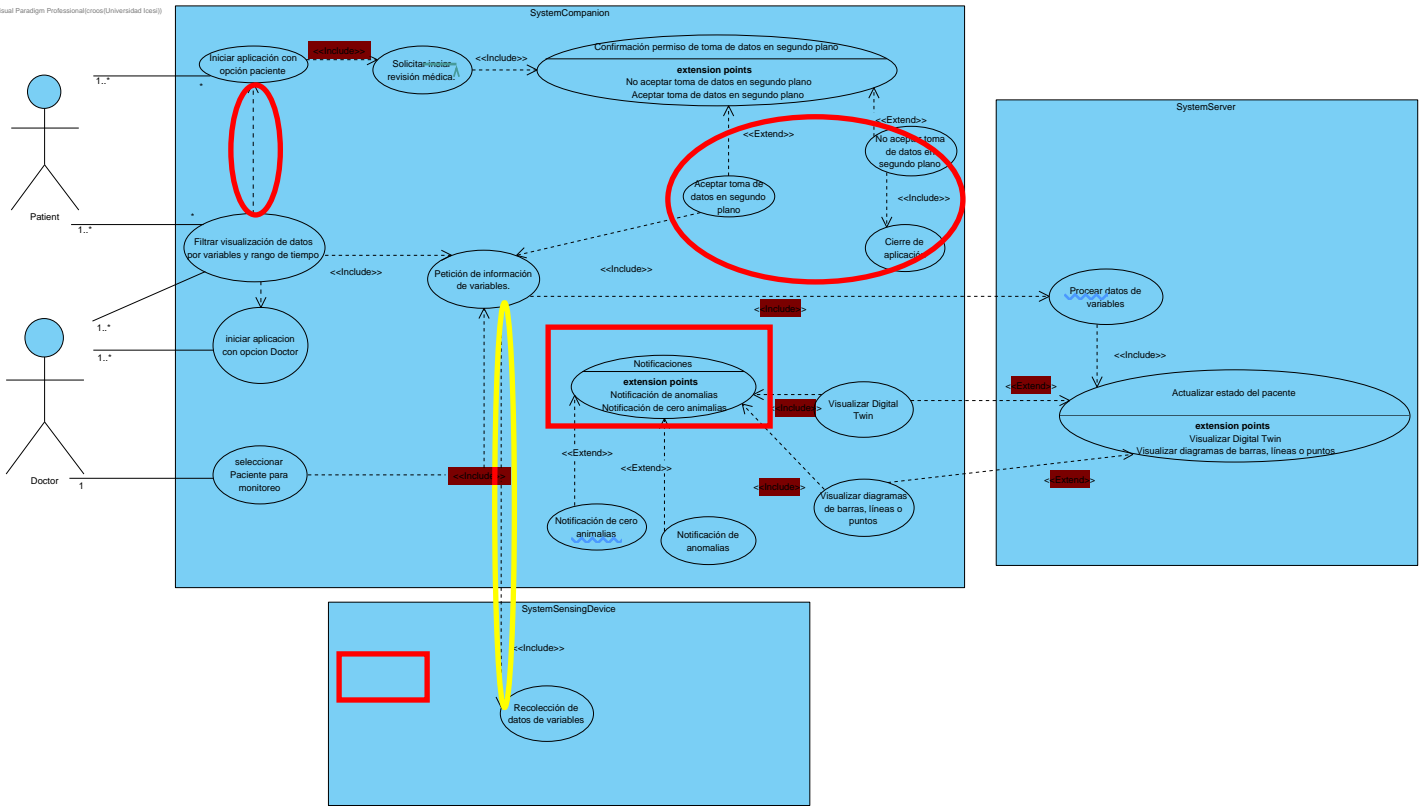 isual Paradigm Professional(croos(Universidad Icesi))
SystemCompanion
Iniciar aplicación con
opción paciente
<<Include>>
Solicitar
revisión médica.
<<Include>>
Confirmación permiso de toma de datos en segundo plano
extension points
No aceptar toma de datos en segundo plano
Aceptar toma de datos en segundo plano
1..*
*
<<Extend>>
<<Extend>>
No aceptar toma
de datos en
segundo plano
Aceptar toma de
datos en segundo
plano
<<Include>>
Cierre de
aplicación
Patient
*
1..*
Filtrar visualización de datos
por variables y rango de tiempo
<<Include>>
Petición de información
de variables.
<<Include>>
<<Include>>
1..*
1..*
iniciar aplicacion
con opcion Doctor
Doctor
1
seleccionar
Paciente para
monitoreo
<<Include>>
Notificaciones
extension points
Notificación de anomalias
Notificación de cero animalias
<<Include>>
Visualizar Digital
Twin
<<Extend>>
<<Extend>>
<<Include>>
Visualizar diagramas
de barras, líneas o
puntos
Notificación de cero
animalias
Notificación de
anomalias
SystemServer
Procear datos de
variables
<<Include>>
<<Extend>>
Actualizar estado del pacente
extension points
Visualizar Digital Twin
Visualizar diagramas de barras, líneas o puntos
<<Extend>>
SystemSensingDevice
<<Include>>
Recolección de
datos de variables